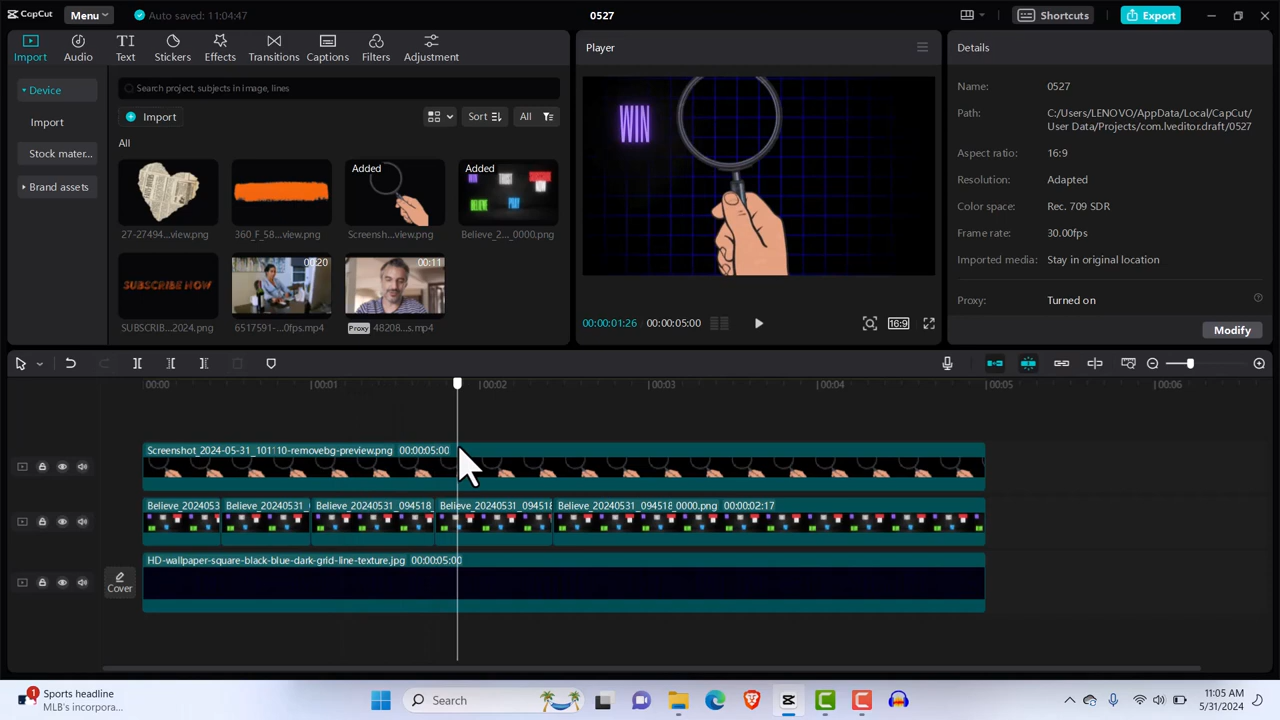 CapCut
Menu
Auto saved: 11:04:47
0527
Shortcuts
Export
Import
Audio
Text
Stickers
Effects
Transitions
Captions
Filters
Adjustment
Device
Import
Stock mater...
Brand assets
Search project, subjects in image, lines
Import
Sort
All
All
Added
Added
27-27494...view.png
360_F_58...view.png
Screensh...view.png
Believe_2..._0000.png
BELIEVE
SUBSCRIBE NOW
00:20
00:11
Proxy
SUBSCRIB...2024.png
6517591-...0fps.mp4
48208...s.mp4
Player
WIN
00:00:01:26
00:00:05:00
16:9
Details
Name:
0527
Path:
C:/Users/LENOVO/AppData/Local/CapCut/
User Data/Projects/com.lveditor.draft/0527
Aspect ratio:
16:9
Resolution:
Adapted
Color space:
Rec. 709 SDR
Frame rate:
30.00fps
Imported media:
Stay in original location
Proxy:
Turned on
Modify
00:00
00:01
00:02
00:03
00:04
00:05
00:06
Screenshot_2024-05-31_101110-removebg-preview.png 00:00:05:00
Believe_202405３1
Believe_20240531_
Believe_20240531_094518_
Believe_20240531_094518
Believe_20240531_094518_0000.png 00:00:02:17
Cover
HD-wallpaper-square-black-blue-dark-grid-line-texture.jpg 00:00:05:00
1
Sports headline
MLB's incorpora...
Search
11:05 AM
5/31/2024